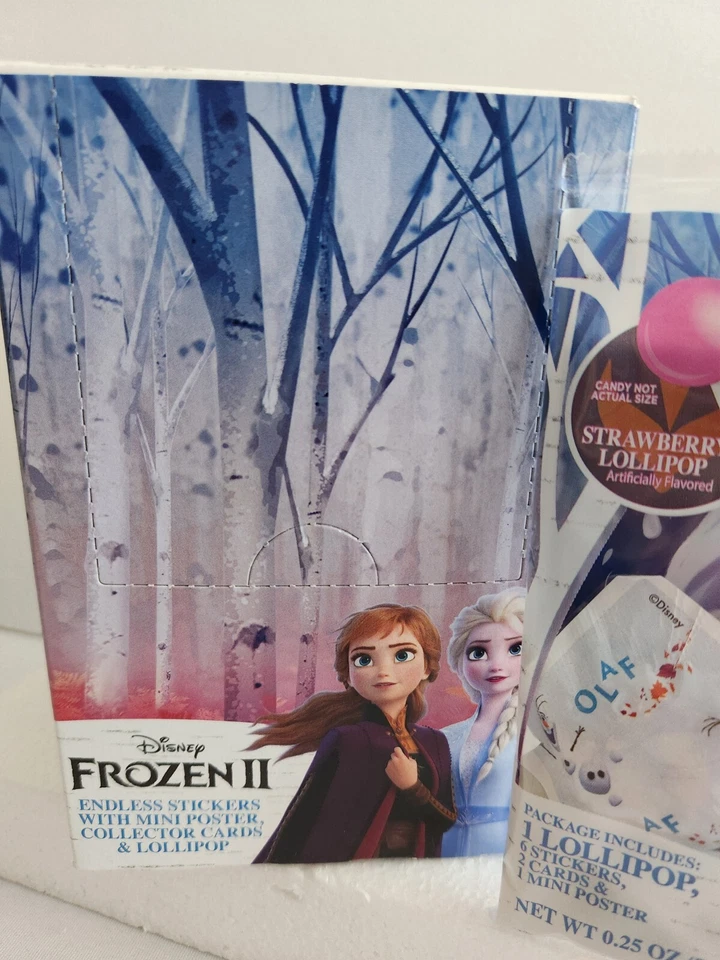 Disney
FROZEN II
ENDLESS STICKERS
WITH MINI POSTER,
COLLECTOR CARDS
& LOLLIPOP
CANDY NOT
ACTUAL SIZE
STRAWBERRY
LOLLIPOP
Artificially Flavored
©Disney
OLAF
AF
PACKAGE INCLUDES:
1 LOLLIPOP,
6 STICKERS,
2 CARDS &
1 MINI POSTER
NET WT 0.25 OZ